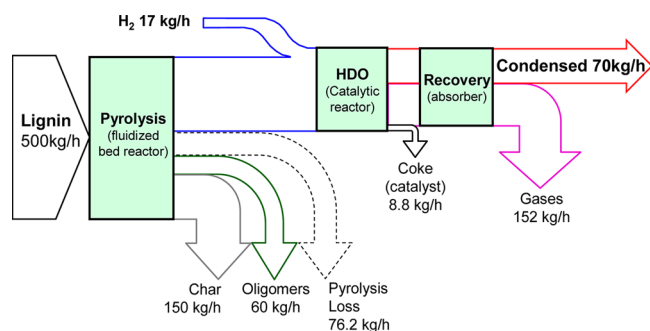 H₂ 17 kg/h
Lignin
500kg/h
Pyrolysis
(fluidized
bed reactor)
HDO
(Catalytic
reactor)
Recovery
(absorber)
Condensed 70kg/h
Coke
(catalyst)
8.8 kg/h
Gases
152 kg/h
Char
150 kg/h
Oligomers
60 kg/h
Pyrolysis
Loss
76.2 kg/h